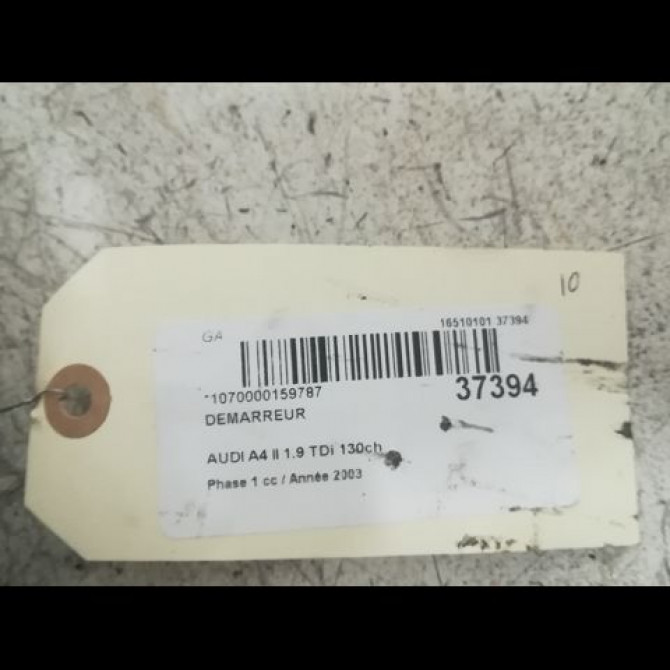 10
GA
16510101 37394
*1070000159787
37394
DEMARREUR
AUDI A4 II 1.9 TDi 130ch
Phase 1 cc / Année 2003